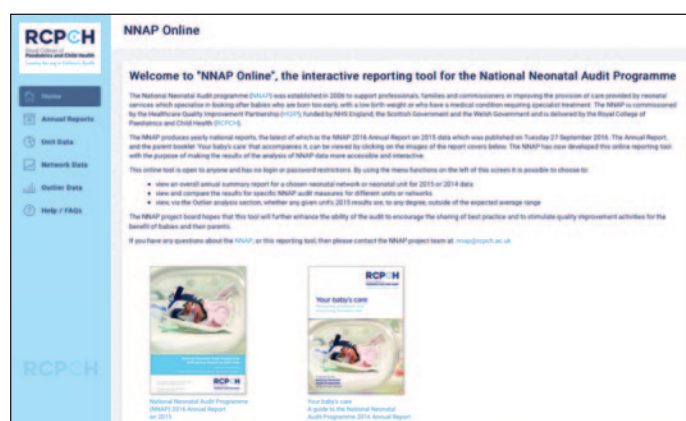 RCPCH
Royal College of
Paediatrics and Child Health
Leading the way in Children's Health
Home
Annual Reports
Unit Data
Network Data
Outlier Data
Help / FAQs
RCPCH
NNAP Online
Welcome to "NNAP Online", the interactive reporting tool for the National Neonatal Audit Programme
The National Neonatal Audit programme (NNAP) was established in 2006 to support professionals, families and commissioners in improving the provision of care provided by neonatal
services which specialise in looking after babies who are born too early, with a low birth weight or who have a medical condition requiring specialist treatment. The NNAP is commissioned
by the Healthcare Quality Improvement Partnership (HQIP), funded by NHS England, the Scottish Government and the Welsh Government and is delivered by the Royal College of
Paediatrics and Child Health (RCPCH).
The NNAP produces yearly national reports, the latest of which is the NNAP 2016 Annual Report on 2015 data which was published on Tuesday 27 September 2016. The Annual Report,
and the parent booklet 'Your baby's care' that accompanies it, can be viewed by clicking on the images of the report covers below. The NNAP has now developed this online reporting tool
with the purpose of making the results of the analysis of NNAP data more accessible and interactive
This online tool is open to anyone and has no login or password restrictions. By using the menu functions on the left of this screen it is possible to choose to:
• view an overall annual summary report for a chosen neonatal network or neonatal unit for 2015 or 2014 data
• view and compare the results for specific NNAP audit measures for different units or networks
• view, via the Outlier analysis section, whether any given unit's 2015 results are, to any degree, outside of the expected average range
The NNAP project board hopes that this tool will further enhance the ability of the audit to encourage the sharing of best practice and to stimulate quality improvement activities for the
benefit of babies and their parents.
If you have any questions about the NNAP, or this reporting tool, then please contact the NNAP project team at: nnap@rcpch.ac.uk
National Neonatal Audit Programme
2016 Annual Report on 2015 data
RCPCH
RCPCH
Your baby's care
National Neonatal Audit Programme
(NNAP) 2016 Annual Report
on 2015
Your baby's care
A guide to the National Neonatal
Audit Programme 2016 Annual Report